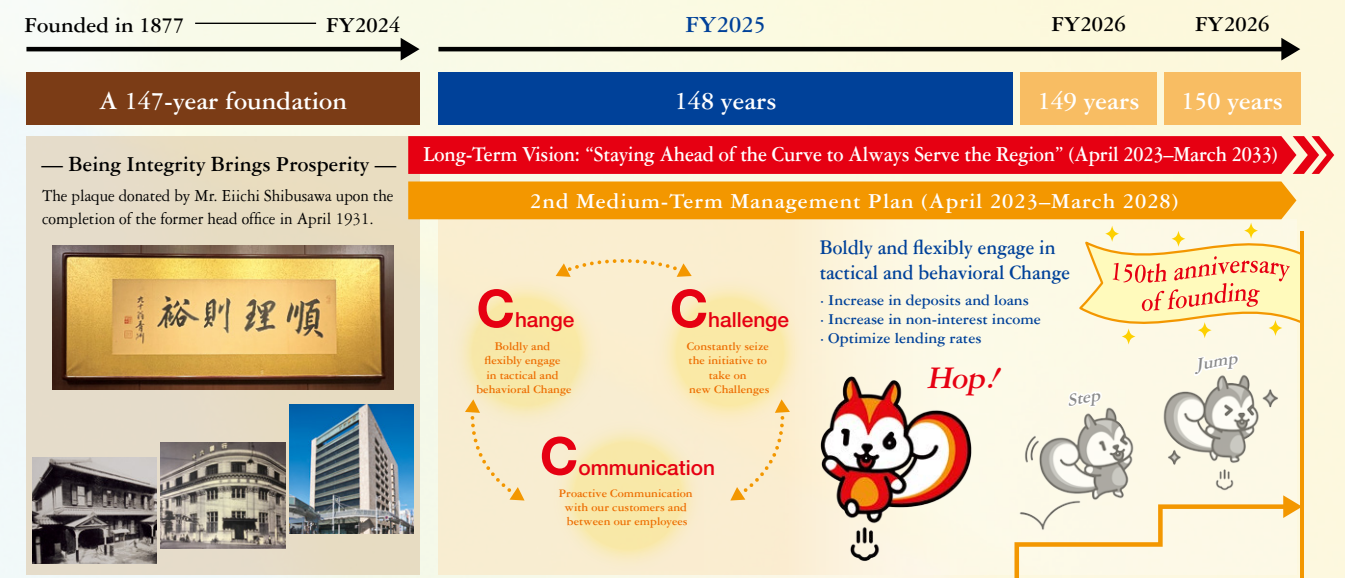 Founded in 1877
FY2024
FY2025
FY2026
FY2026
A 147-year foundation
148 years
149 years
150 years
Long-Term Vision: “Staying Ahead of the Curve to Always Serve the Region” (April 2023–March 2033)
2nd Medium-Term Management Plan (April 2023–March 2028)
— Being Integrity Brings Prosperity —
The plaque donated by Mr. Eiichi Shibusawa upon the
completion of the former head office in April 1931.
裕則理順
Change
Boldly and
flexibly engage
in tactical and
behavioral Change
Challenge
Constantly seize
the initiative to
take on
new Challenges
Communication
Proactive Communication
with our customers and
between our employees
Boldly and flexibly engage in
tactical and behavioral Change
· Increase in deposits and loans
· Increase in non-interest income
· Optimize lending rates
150th anniversary
of founding
Hop!
16
Step
Jump